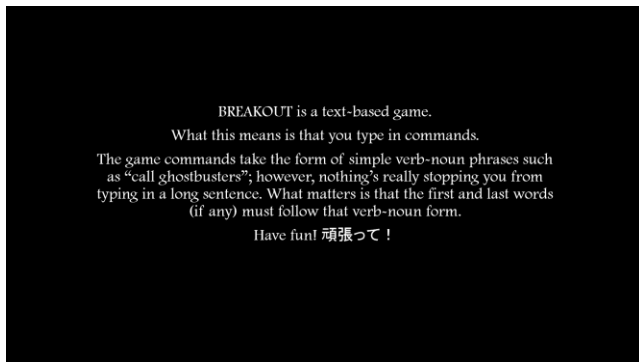 BREAKOUT is a text-based game.
What this means is that you type in commands.
The game commands take the form of simple verb-noun phrases such
as “call ghostbusters”; however, nothing’s really stopping you from
typing in a long sentence. What matters is that the first and last words
(if any) must follow that verb-noun form.
Have fun! 頑張って！